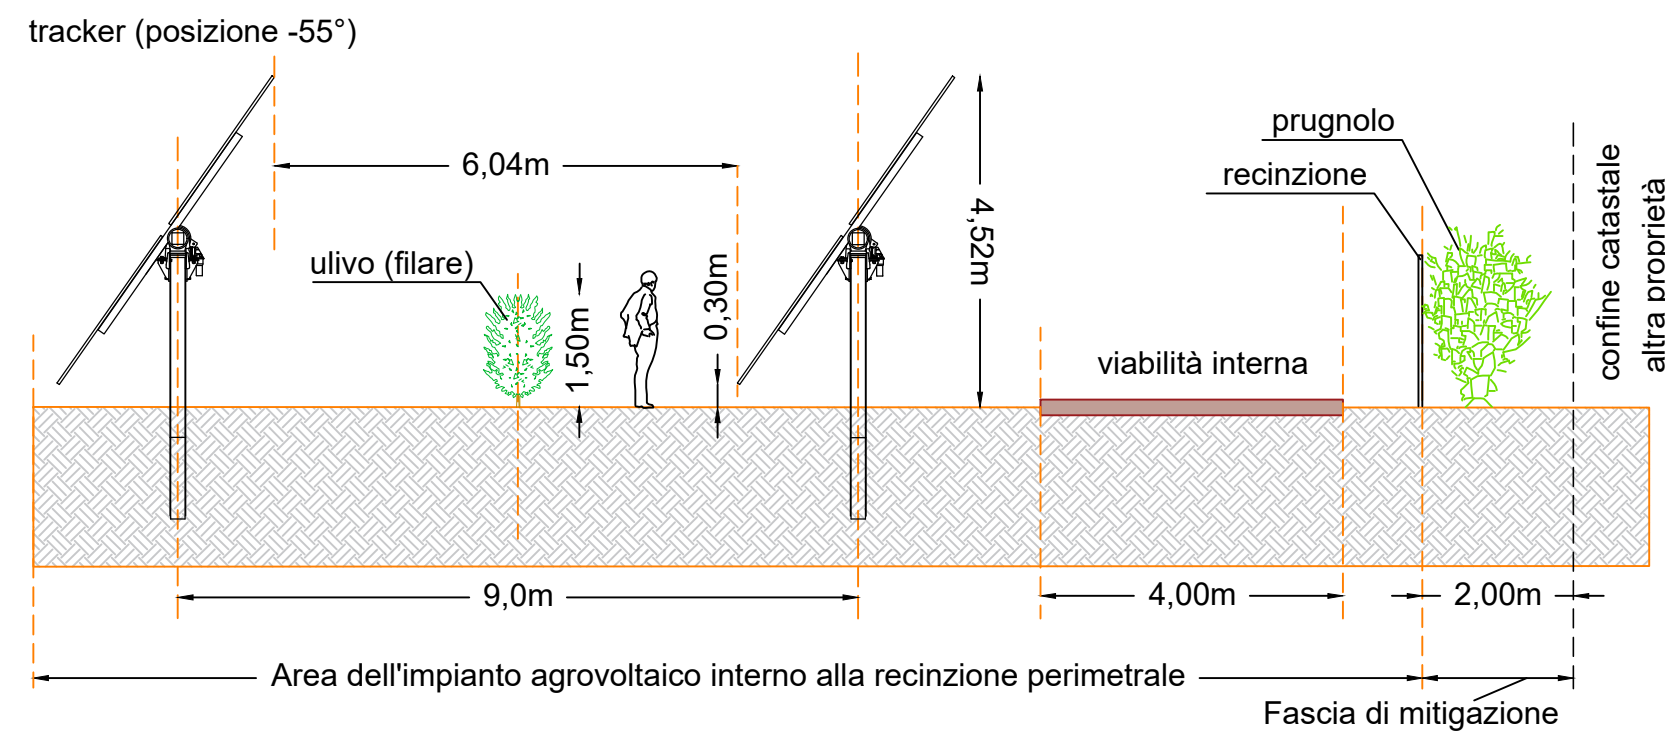 tracker (posizione -55°)
6,04m
ulivo (filare)
1,50m
0,30m
4,52m
prugnolo
recinzione
viabilità interna
confine catastale
altra proprietà
9,0m
4,00m
2,00m
Area dell'impianto agrovoltaico interno alla recinzione perimetrale
Fascia di mitigazione